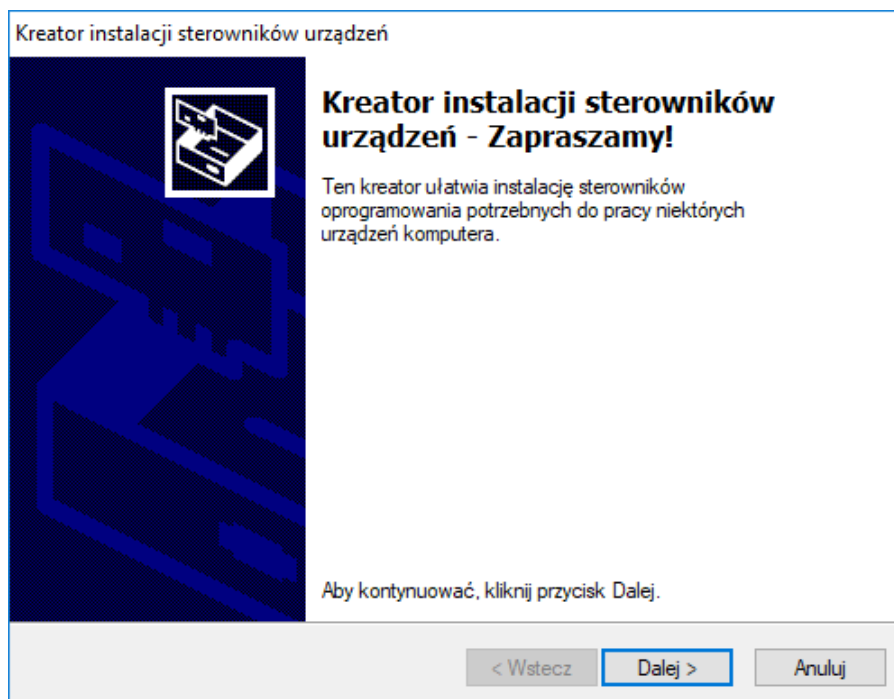 Kreator instalacji sterowników urządzeń
Kreator instalacji sterowników
urządzeń - Zapraszamy!
Ten kreator ułatwia instalację sterowników
oprogramowania potrzebnych do pracy niektórych
urządzeń komputera.
Aby kontynuować, kliknij przycisk Dalej.
< Wstecz
Dalej >
Anuluj